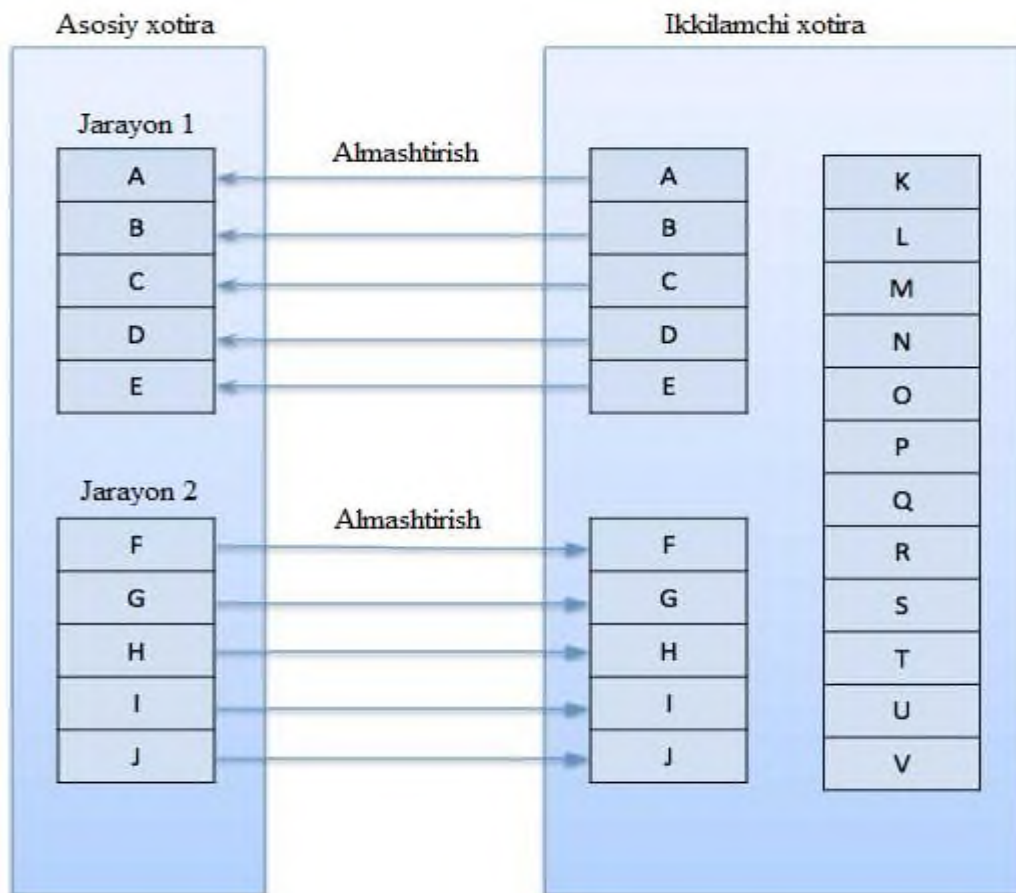 Asosiy xotira
Ikkilamchi xotira
Jarayon 1
Almashtirish
A
B
C
D
E
A
B
C
D
E
Jarayon 2
Almashtirish
F
G
H
I
J
F
G
H
I
J
K
L
M
N
O
P
Q
R
S
T
U
V